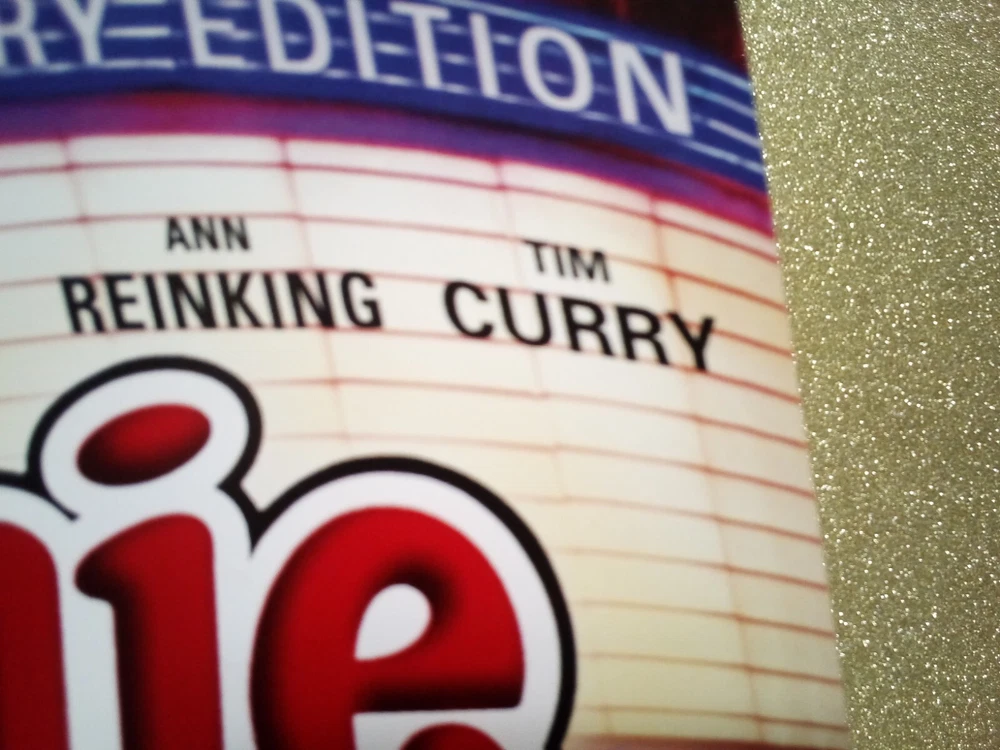 RY EDITION
ANN
REINKING
TIM
CURRY
nie